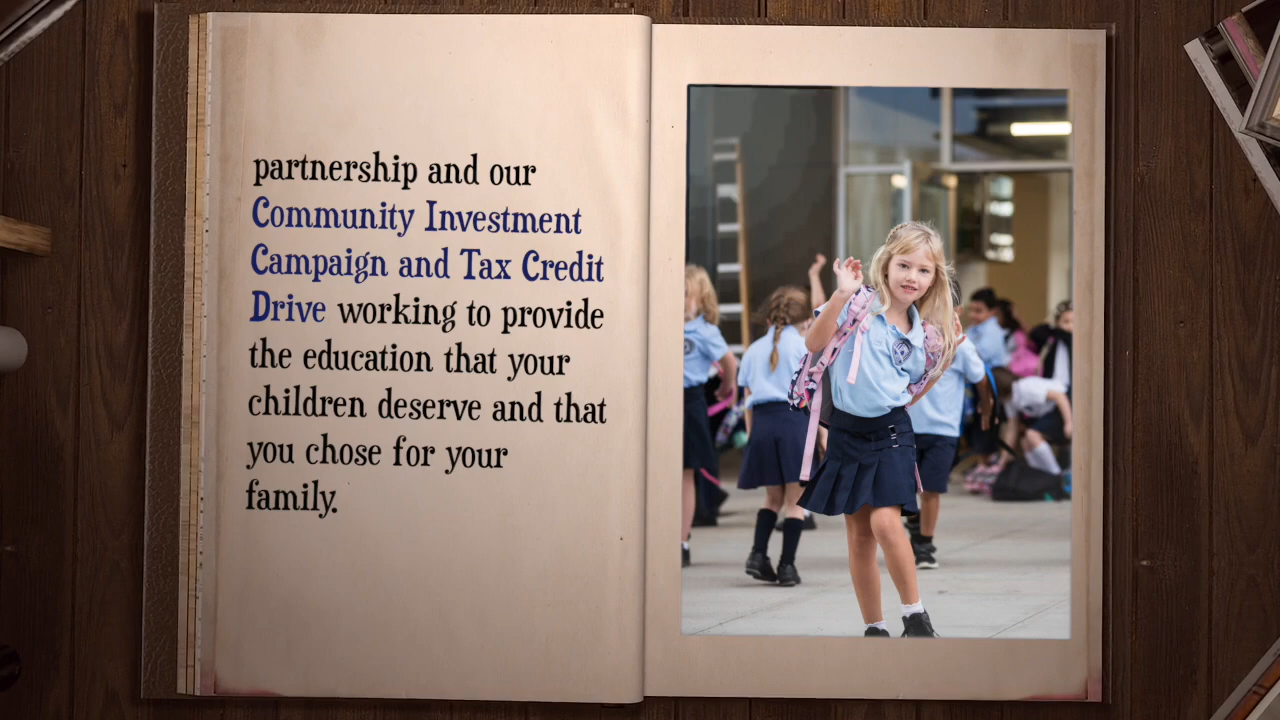 partnership and our
Community Investment
Campaign and Tax Credit
Drive working to provide
the education that your
children deserve and that
you chose for your
family.